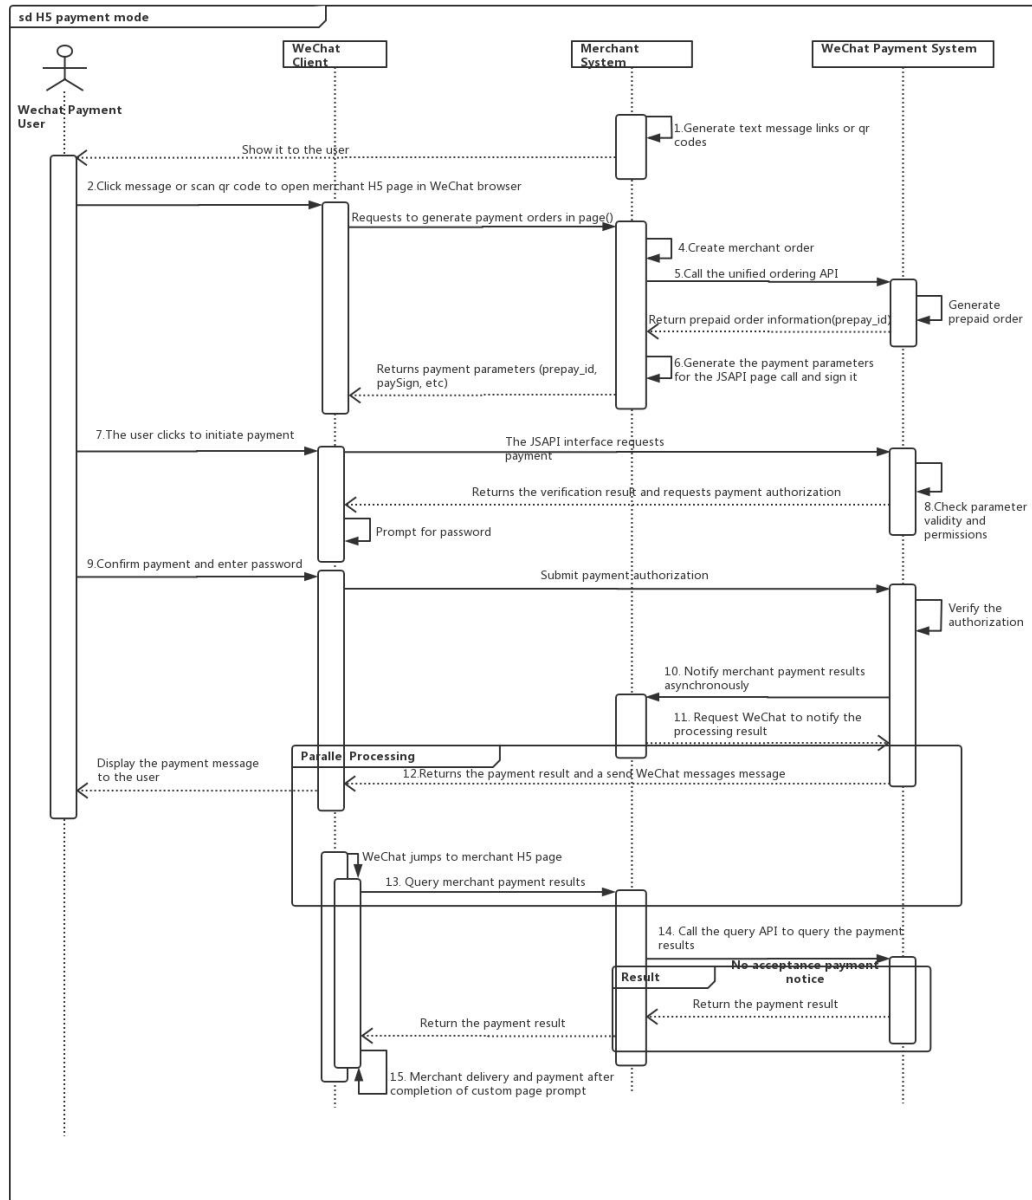 sd H5 payment mode
WeChat
Client
Merchant
System
WeChat Payment System
Wechat Payment
User
1.Generate text message links or qr
codes
Show it to the user
2.Click message or scan qr code to open merchant H5 page in WeChat browser
Requests to generate payment orders in page()
4.Create merchant order
5.Call the unified ordering API
Generate
prepaid order
Return prepaid order information(prepay_id)
6.Generate the payment parameters
for the JSAPI page call and sign it
Returns payment parameters (prepay_id,
paySign, etc)
7.The user clicks to initiate payment
The JSAPI interface requests
payment
Returns the verification result and requests payment authorization
8.Check parameter
validity and
permissions
Prompt for password
9.Confirm payment and enter password
Submit payment authorization
Verify the
authorization
10. Notify merchant payment results
asynchronously
11. Request WeChat to notify the
processing result
Paralle Processing
Display the payment message
to the user
12.Returns the payment result and a send WeChat messages message
WeChat jumps to merchant H5 page
13. Query merchant payment results
14. Call the query API to query the payment
results
No acceptance payment
notice
Result
Return the payment result
Return the payment result
15. Merchant delivery and payment after
completion of custom page prompt